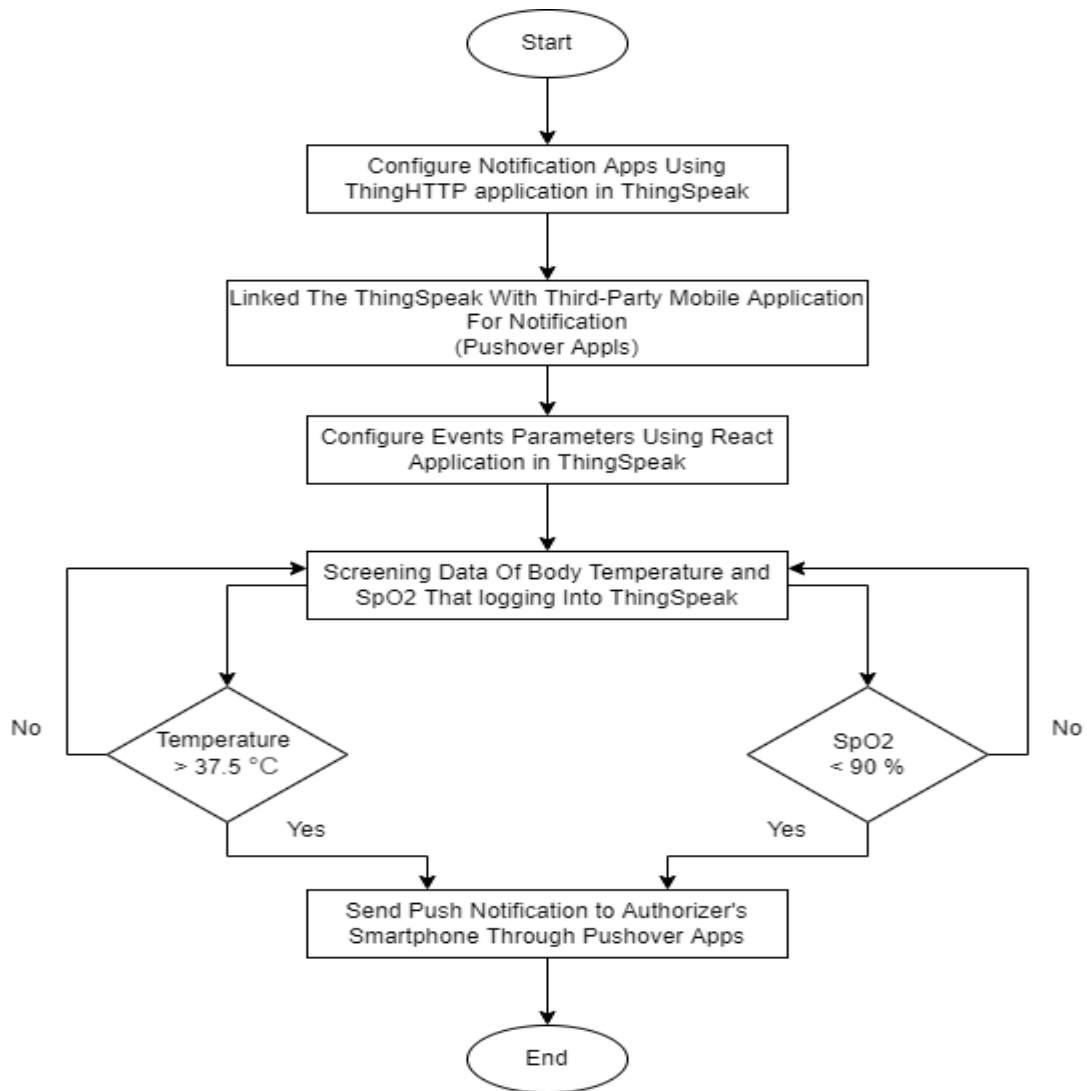 Start
Configure Notification Apps Using
ThingHTTP application in ThingSpeak
Linked The ThingSpeak With Third-Party Mobile Application
For Notification
(Pushover Appls)
Configure Events Parameters Using React
Application in ThingSpeak
Screening Data Of Body Temperature and
SpO2 That logging Into ThingSpeak
No
Temperature
> 37.5 °C
SpO2
< 90 %
No
Yes
Yes
Send Push Notification to Authorizer's
Smartphone Through Pushover Apps
End